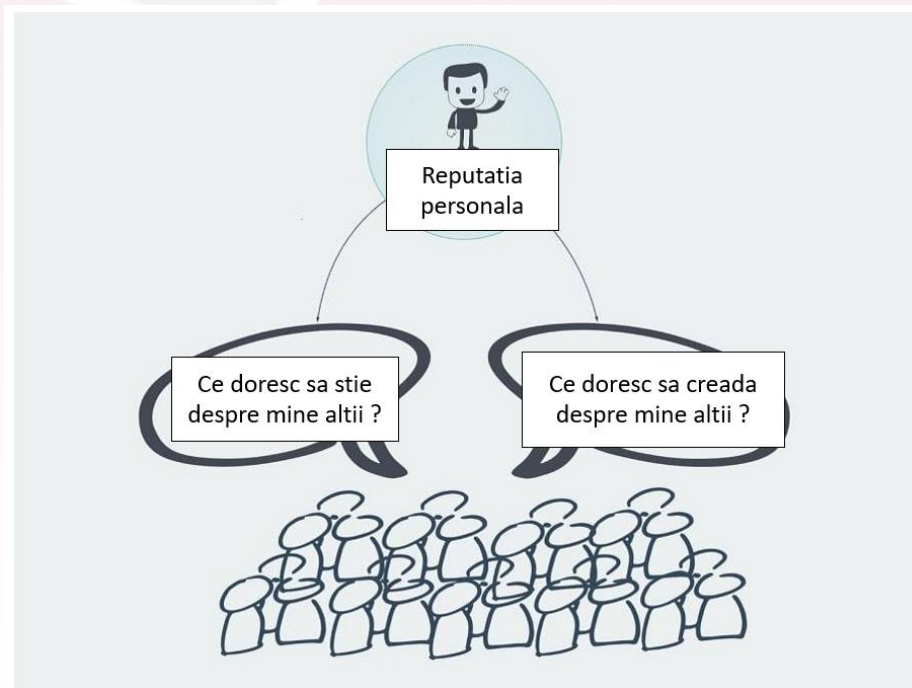 Reputatia
personala
Ce doresc sa stie
despre mine altii ?
Ce doresc sa creada
despre mine altii ?